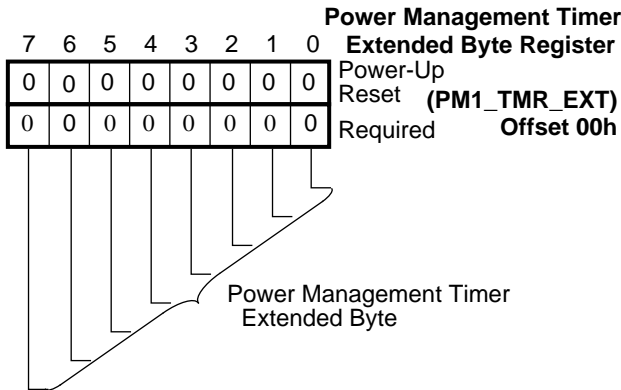 Power Management Timer
7 6 5 4 3 2 1 0 Extended Byte Register
0 0 0 0 0 0 0 0 Power-Up
Reset (PM1_TMR_EXT)
0 0 0 0 0 0 0 0 Required Offset 00h
Power Management Timer
Extended Byte